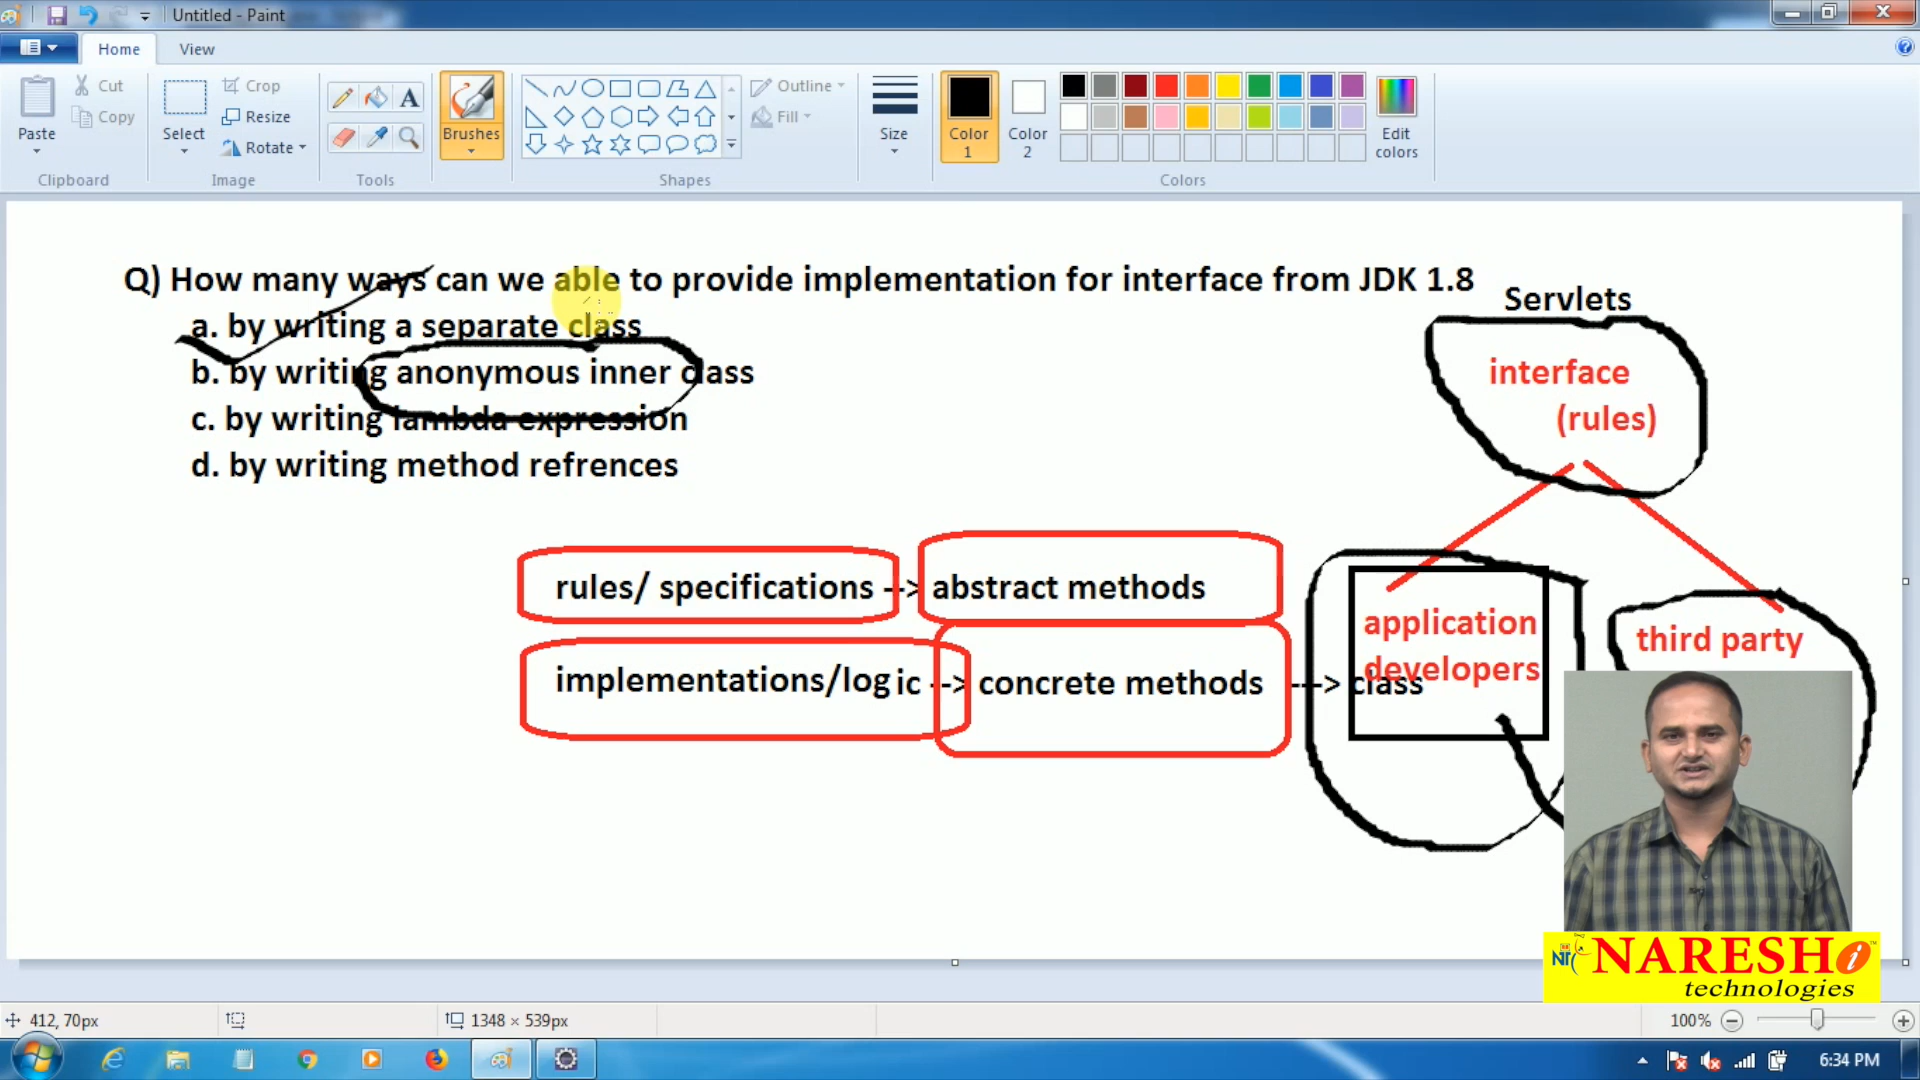 Untitled - Paint
Home
View
Paste
Cut
Copy
Clipboard
Select
Crop
Resize
Rotate
Image
Tools
Brushes
Shapes
Outline
Fill
Size
Color 1
Color 2
Edit colors
Colors
Q) How many ways can we able to provide implementation for interface from JDK 1.8
a. by writing a separate class
b. by writing anonymous inner class
c. by writing lambda expression
d. by writing method refrences
Servlets
interface
(rules)
rules/ specifications --> abstract methods
implementations/logic --> concrete methods ---> class
application
developers
third party
NARESH i
technologies
412, 70px
1348 × 539px
100%
6:34 PM